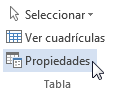 Seleccionar
Ver cuadrículas
Propiedades
Tabla